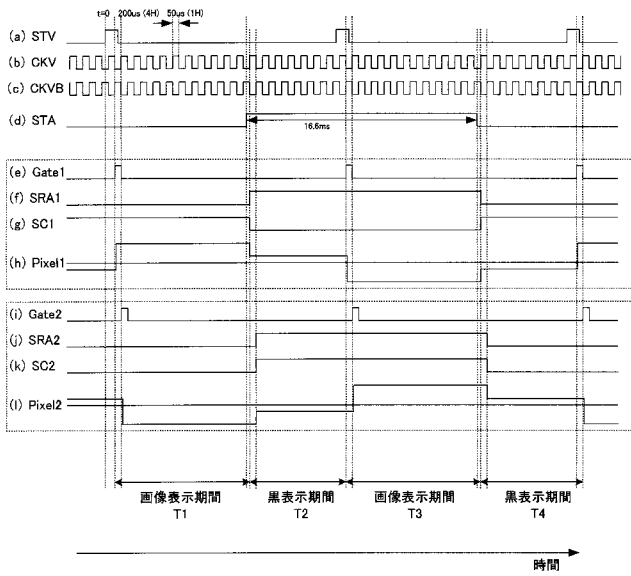 t=0 200us (4H) 50us (1H)
(a) STV
(b) CKV
(c) CKVB
(d) STA
16.6ms
(e) Gate1
(f) SRA1
(g) SC1
(h) Pixel1
(i) Gate2
(j) SRA2
(k) SC2
(l) Pixel2
画像表示期間 黒表示期間 画像表示期間 黒表示期間
T1 T2 T3 T4
時間